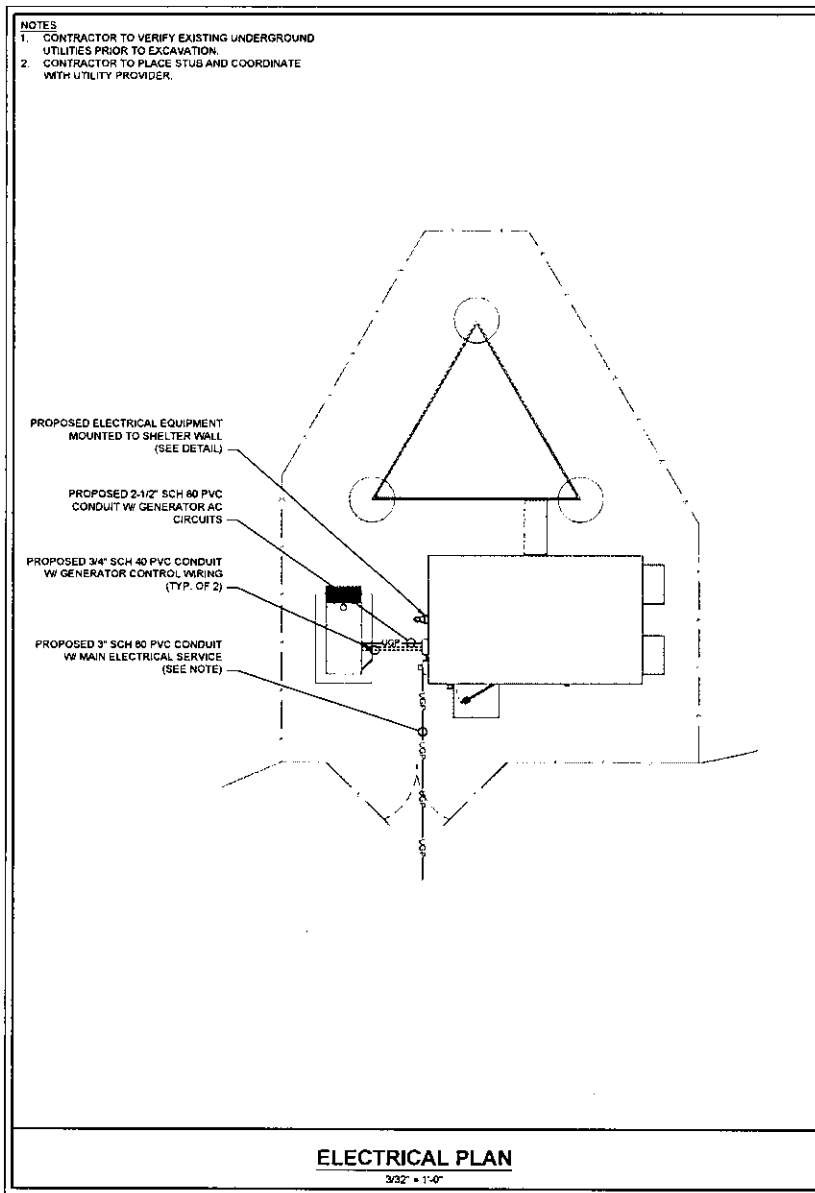 NOTES
1. CONTRACTOR TO VERIFY EXISTING UNDERGROUND
UTILITIES PRIOR TO EXCAVATION.
2. CONTRACTOR TO PLACE STUB AND COORDINATE
WITH UTILITY PROVIDER.
PROPOSED ELECTRICAL EQUIPMENT
MOUNTED TO SHELTER WALL
(SEE DETAIL)
PROPOSED 2-1/2" SCH 80 PVC
CONDUIT W/ GENERATOR AC
CIRCUITS
PROPOSED 3/4" SCH 40 PVC CONDUIT
W/ GENERATOR CONTROL WIRING
(TYP. OF 2)
PROPOSED 3" SCH 80 PVC CONDUIT
W/ MAIN ELECTRICAL SERVICE
(SEE NOTE)
UGP
UGP
UGP
UGP
UGP
ELECTRICAL PLAN
3/32" = 1'-0"